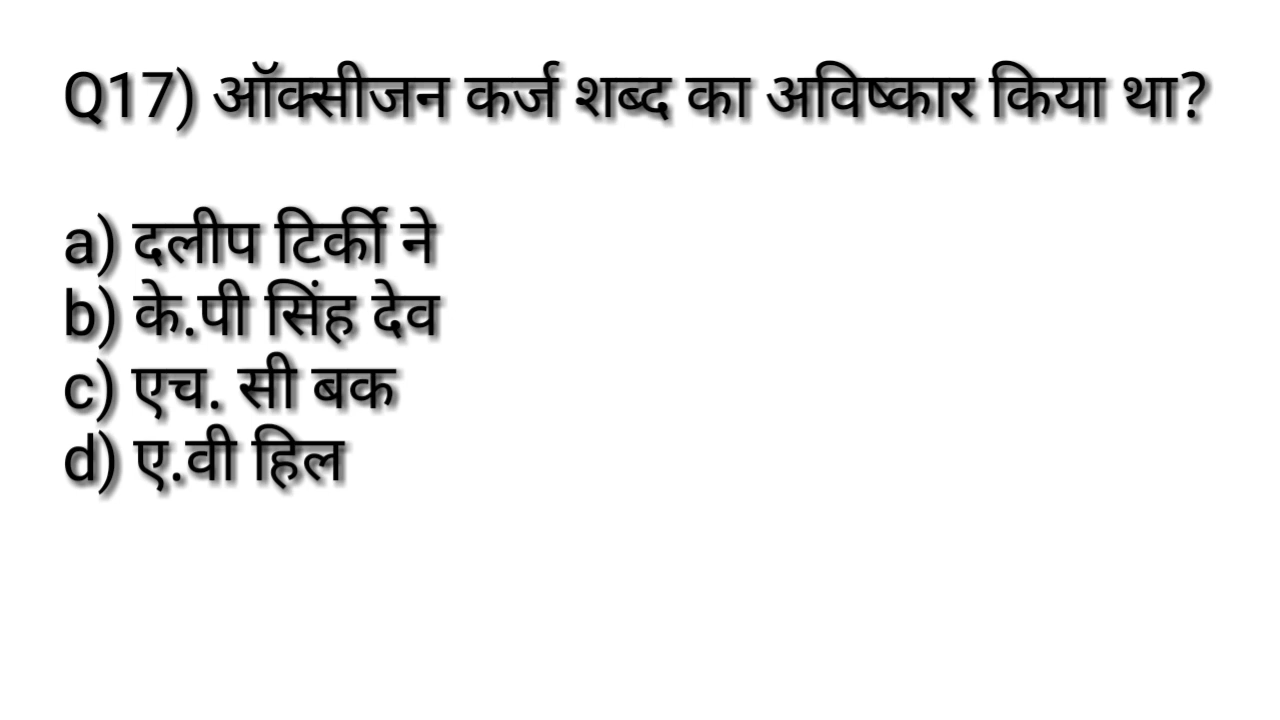 Q17) ऑक्सीजन कर्ज शब्द का अविष्कार किया था?
a) दलीप टिर्की ने
b) के.पी सिंह देव
c) एच. सी बक
d) ए.वी हिल